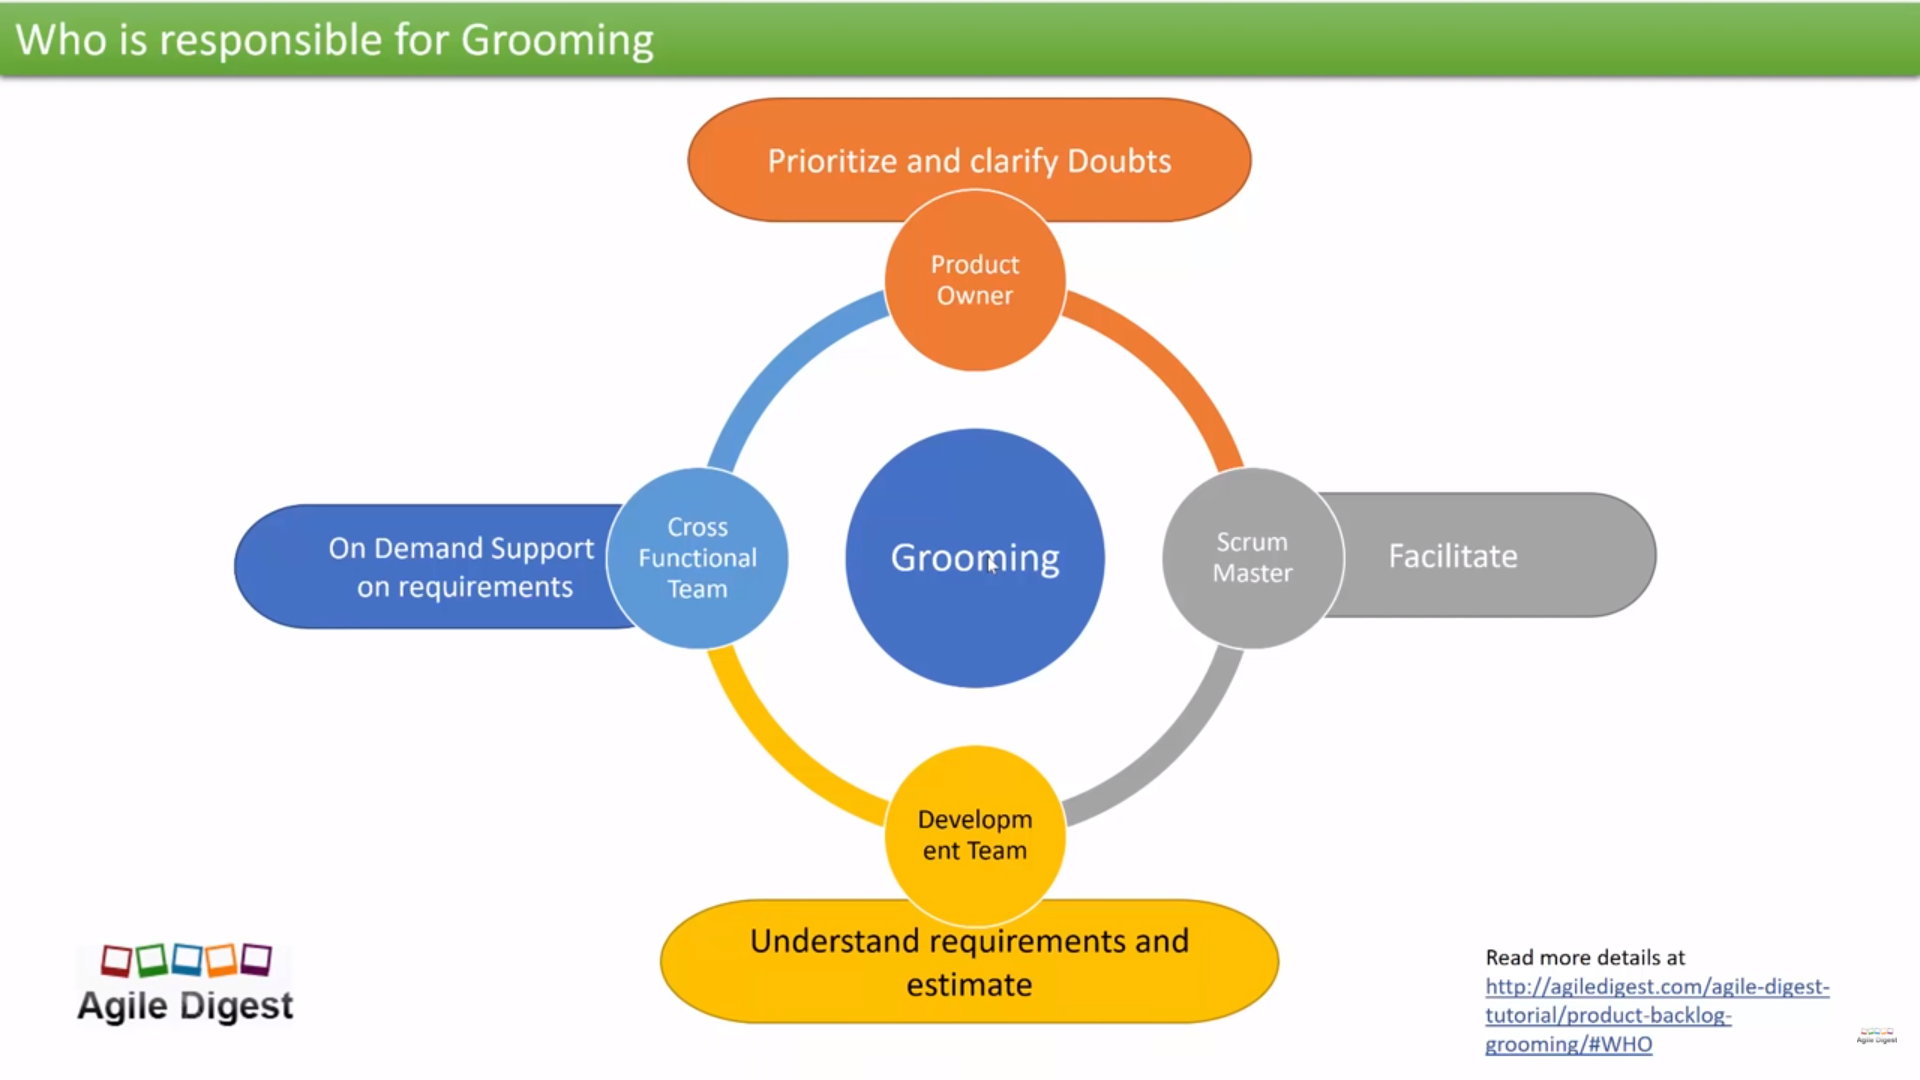 Who is responsible for Grooming
Prioritize and clarify Doubts
Product
Owner
On Demand Support
on requirements
Cross
Functional
Team
Grooming
Scrum
Master
Facilitate
Developm
ent Team
Understand requirements and
estimate
Agile Digest
Read more details at
http://agiledigest.com/agile-digest-
tutorial/product-backlog-
grooming/#WHO
Agile Digest